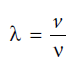 λ = v / ν